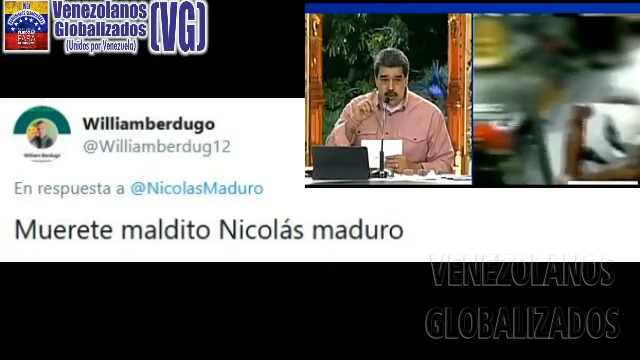 Venezolanos
Globalizados
(Unidos por Venezuela)
(VG)
Williamberdugo
@Williamberdug12
En respuesta a @NicolasMaduro
Muerete maldito Nicolás maduro
VENEZOLANOS
GLOBALIZADOS